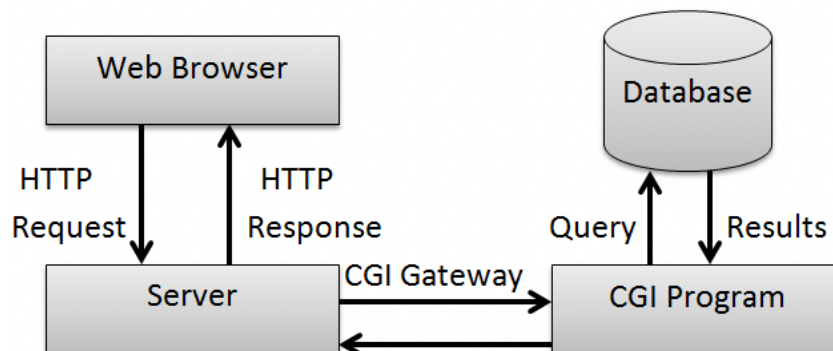 Web Browser
Database
HTTP
Request
HTTP
Response
Query
Results
Server
CGI Gateway
CGI Program